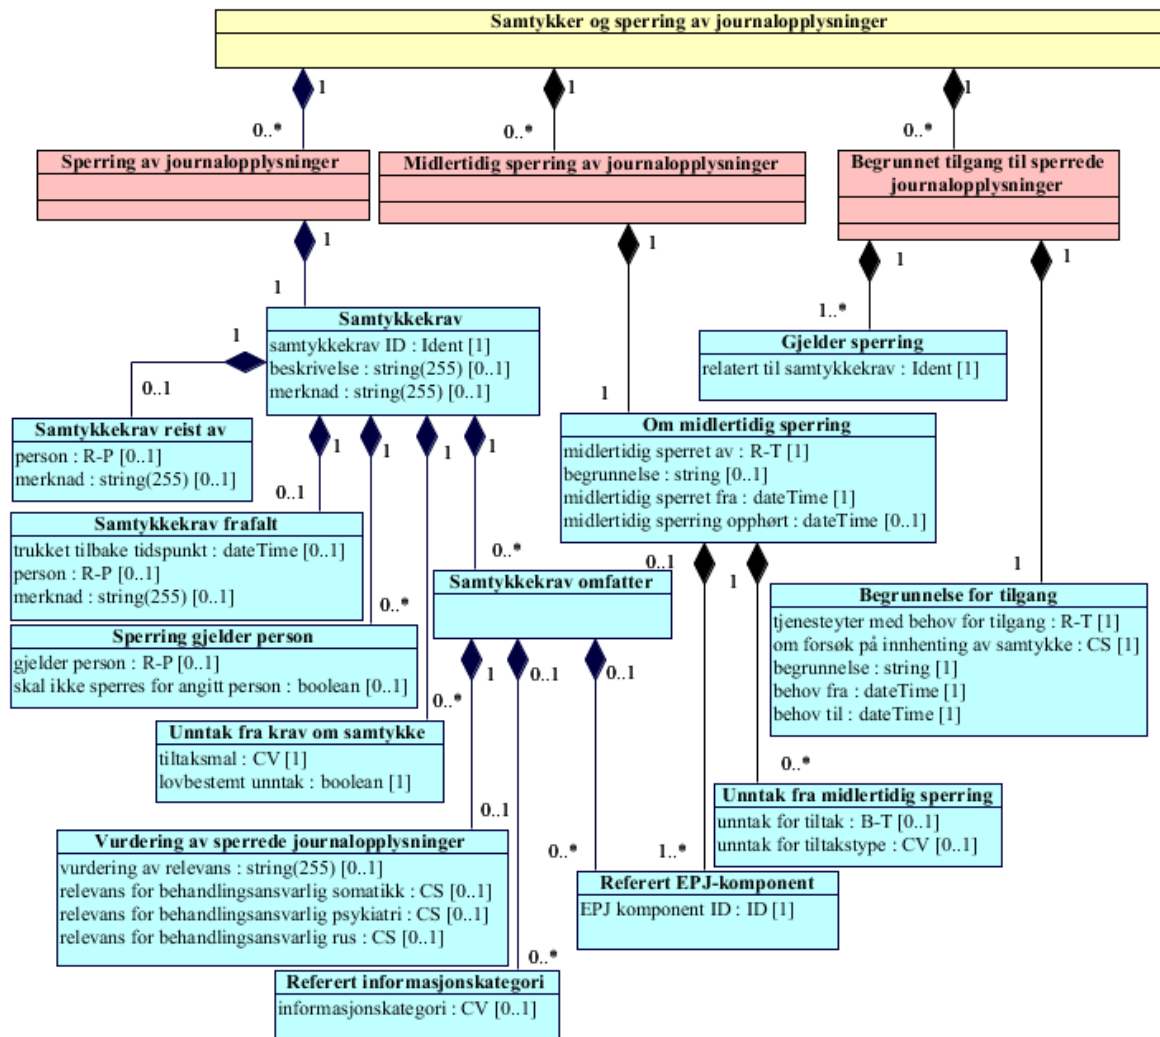 Samtykker og sperring av journalopplysninger
1
1
1
0..*
0..*
0..*
Sperring av journalopplysninger
Midlertidig sperring av journalopplysninger
Begrunnet tilgang til sperrede
journalopplysninger
1
1
1
1
1
Samtykkekrav
samtykkekrav ID : Ident [1]
beskrivelse : string(255) [0..1]
merknad : string(255) [0..1]
1
0..1
1..*
Gjelder sperring
relatert til samtykkekrav : Ident [1]
1
Samtykkekrav reist av
person : R-P [0..1]
merknad : string(255) [0..1]
1
1
1
1
Om midlertidig sperring
midlertidig sperret av : R-T [1]
begrunnelse : string [0..1]
midlertidig sperret fra : dateTime [1]
midlertidig sperring opphørt : dateTime [0..1]
0..1
Samtykkekrav frafalt
trukket tilbake tidspunkt : dateTime [0..1]
person : R-P [0..1]
merknad : string(255) [0..1]
0..*
0..1
1
1
Samtykkekrav omfatter
Begrunnelse for tilgang
tjenesteyter med behov for tilgang : R-T [1]
om forsøk på innhenting av samtykke : CS [1]
begrunnelse : string [1]
behov fra : dateTime [1]
behov til : dateTime [1]
0..*
Sperring gjelder person
gjelder person : R-P [0..1]
skal ikke sperres for angitt person : boolean [0..1]
1
0..1
0..1
0..*
Unntak fra krav om samtykke
tiltaksmal : CV [1]
lovbestemt unntak : boolean [1]
0..*
Unntak fra midlertidig sperring
unntak for tiltak : B-T [0..1]
unntak for tiltakstype : CV [0..1]
0..1
Vurdering av sperrede journalopplysninger
vurdering av relevans : string(255) [0..1]
relevans for behandlingsansvarlig somatikk : CS [0..1]
relevans for behandlingsansvarlig psykiatri : CS [0..1]
relevans for behandlingsansvarlig rus : CS [0..1]
0..*
1..*
Referert EPJ-komponent
EPJ komponent ID : ID [1]
0..*
Referert informasjonskategori
informasjonskategori : CV [0..1]